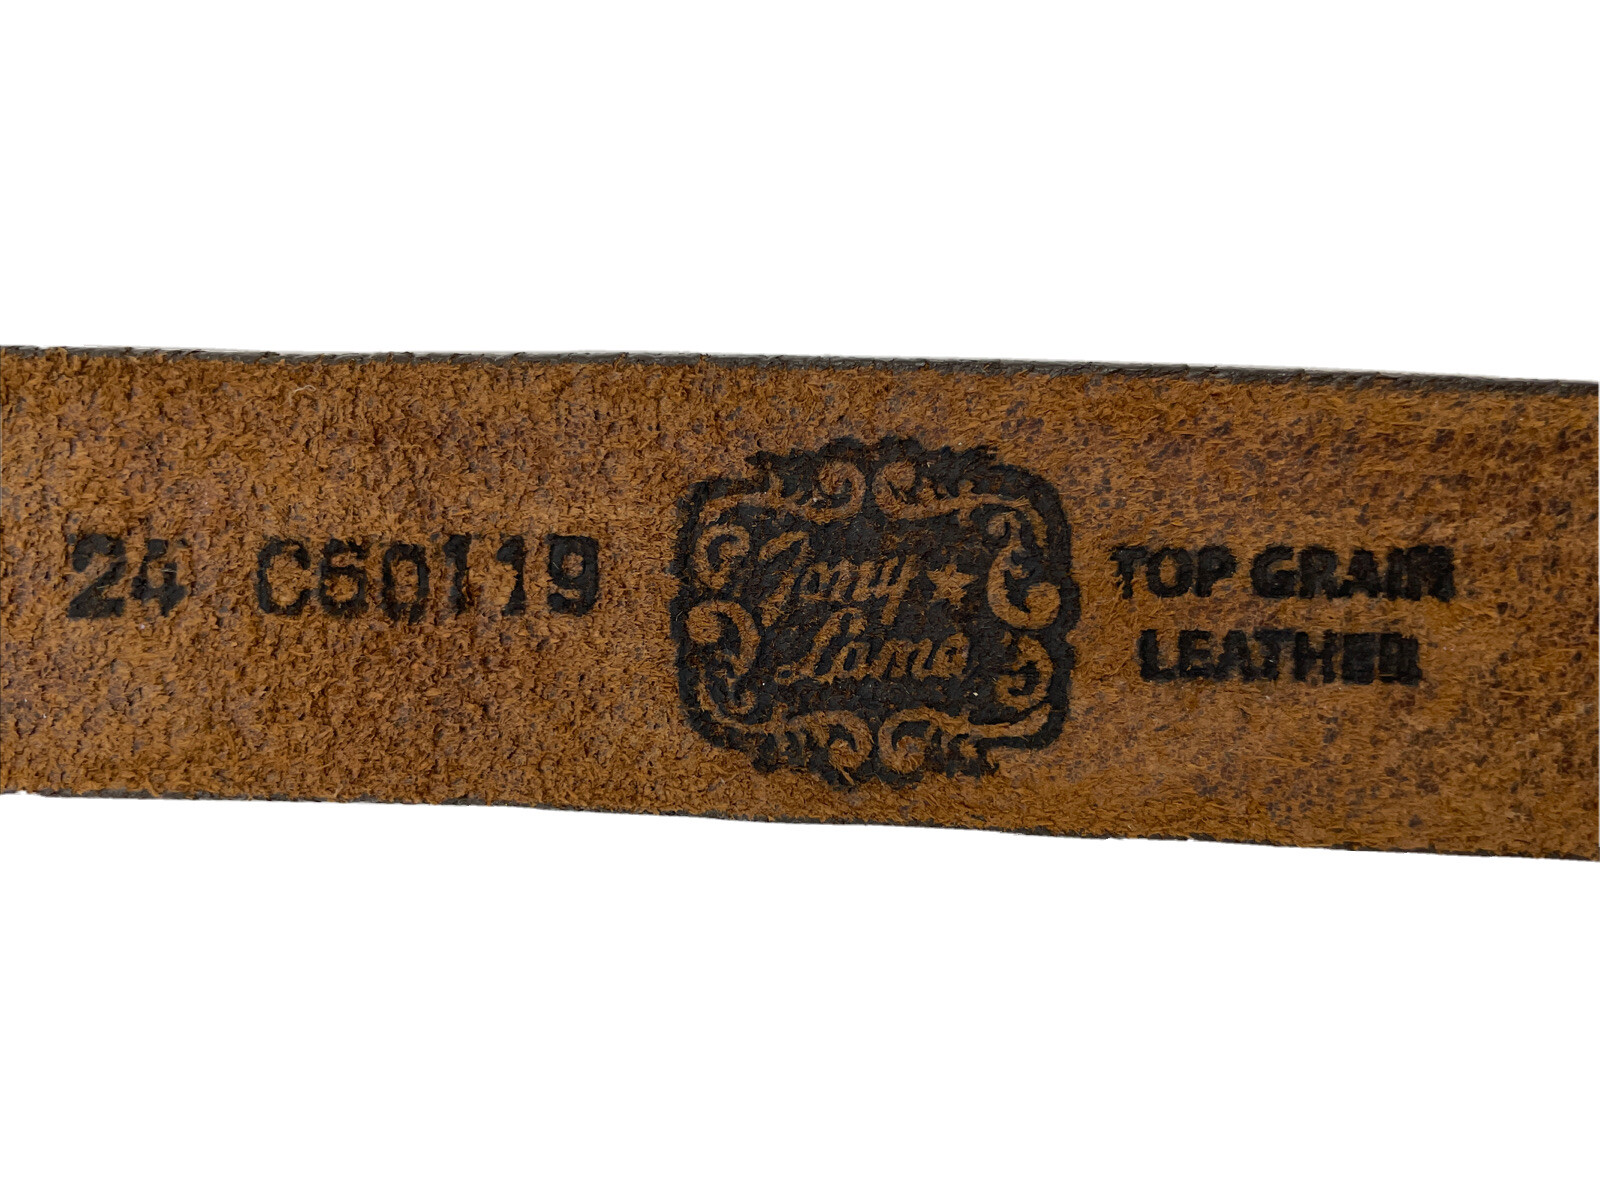 24 C60119
Tony
Lama
TOP GRAIN
LEATHER